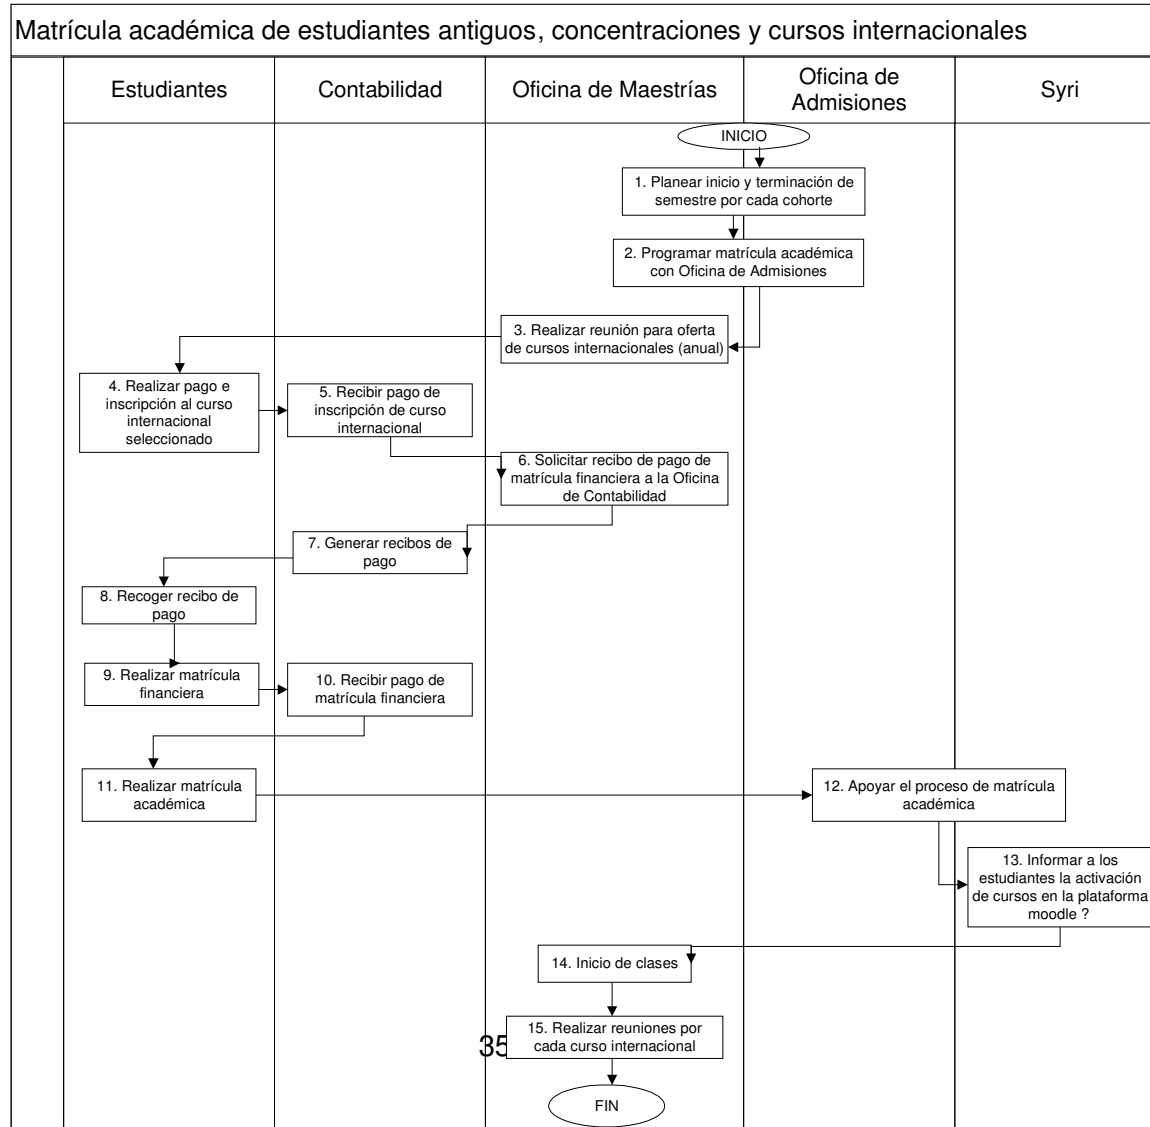 Matrícula académica de estudiantes antiguos, concentraciones y cursos internacionales
Estudiantes
Contabilidad
Oficina de Maestrías
Oficina de
Admisiones
Syri
INICIO
1. Planear inicio y terminación de
semestre por cada cohorte
2. Programar matrícula académica
con Oficina de Admisiones
3. Realizar reunión para oferta
de cursos internacionales (anual)
4. Realizar pago e
inscripción al curso
internacional
seleccionado
5. Recibir pago de
inscripción de curso
internacional
6. Solicitar recibo de pago de
matrícula financiera a la Oficina
de Contabilidad
7. Generar recibos de
pago
8. Recoger recibo de
pago
9. Realizar matrícula
financiera
10. Recibir pago de
matrícula financiera
11. Realizar matrícula
académica
12. Apoyar el proceso de matrícula
académica
13. Informar a los
estudiantes la activación
de cursos en la plataforma
moodle ?
14. Inicio de clases
15. Realizar reuniones por
cada curso internacional
35
FIN